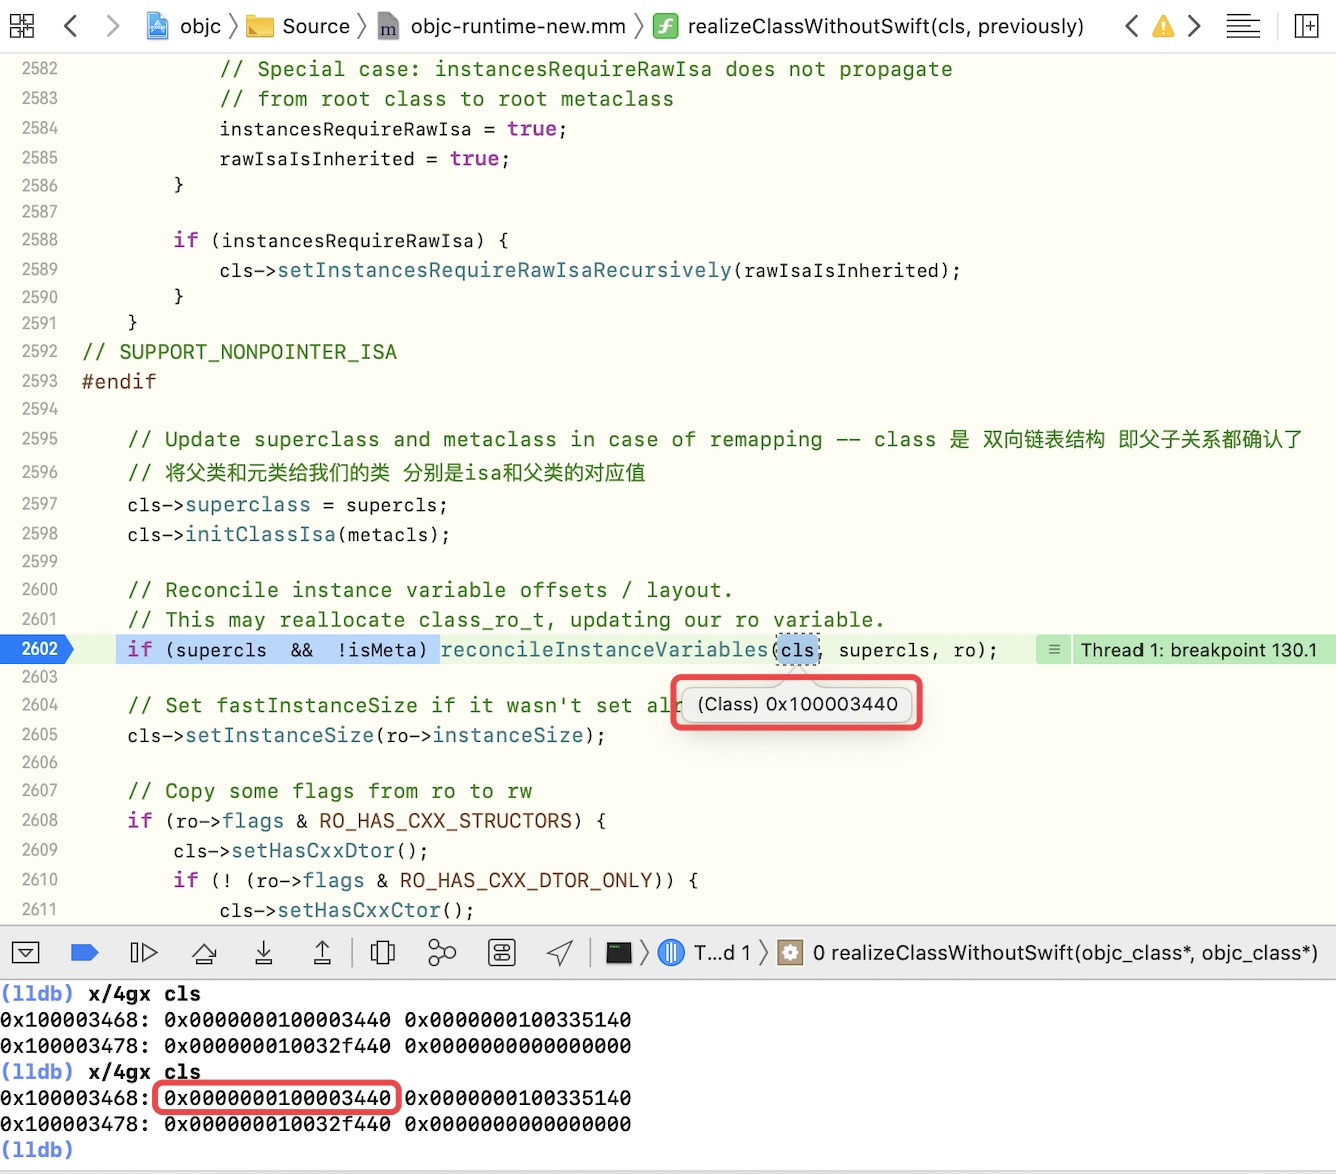 objc Source objc-runtime-new.mm realizeClassWithoutSwift(cls, previously)
2582 // Special case: instancesRequireRawIsa does not propagate
2583 // from root class to root metaclass
2584 instancesRequireRawIsa = true;
2585 rawIsaIsInherited = true;
2586 }
2587
2588 if (instancesRequireRawIsa) {
2589 cls->setInstancesRequireRawIsaRecursively(rawIsaIsInherited);
2590 }
2591 }
2592 // SUPPORT_NONPOINTER_ISA
2593 #endif
2594
2595 // Update superclass and metaclass in case of remapping -- class 是 双向链表结构 即父子关系都确认了
2596 // 将父类和元类给我们的类 分别是isa和父类的对应值
2597 cls->superclass = supercls;
2598 cls->initClassIsa(metacls);
2599
2600 // Reconcile instance variable offsets / layout.
2601 // This may reallocate class_ro_t, updating our ro variable.
2602 if (supercls && !isMeta) reconcileInstanceVariables(cls, supercls, ro); Thread 1: breakpoint 130.1
2603
2604 // Set fastInstanceSize if it wasn't set alr (Class) 0x100003440
2605 cls->setInstanceSize(ro->instanceSize);
2606
2607 // Copy some flags from ro to rw
2608 if (ro->flags & RO_HAS_CXX_STRUCTORS) {
2609 cls->setHasCxxDtor();
2610 if (! (ro->flags & RO_HAS_CXX_DTOR_ONLY)) {
2611 cls->setHasCxxCtor();
T...d 1 0 realizeClassWithoutSwift(objc_class*, objc_class*)
(lldb) x/4gx cls
0x100003468: 0x0000000100003440 0x0000000100335140
0x100003478: 0x000000010032f440 0x0000000000000000
(lldb) x/4gx cls
0x100003468: 0x0000000100003440 0x0000000100335140
0x100003478: 0x000000010032f440 0x0000000000000000
(lldb)